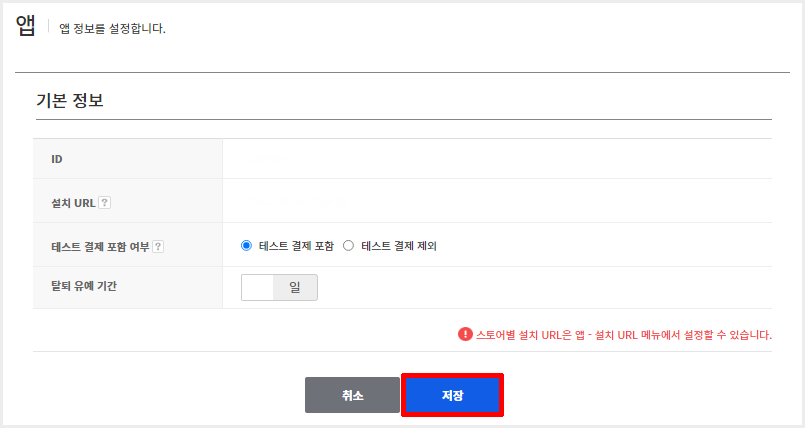 앱 앱 정보를 설정합니다.
기본 정보
ID
설치 URL ?
테스트 결제 포함 여부 ? 테스트 결제 포함 테스트 결제 제외
탈퇴 유예 기간 일
! 스토어별 설치 URL은 앱 - 설치 URL 메뉴에서 설정할 수 있습니다.
취소 저장